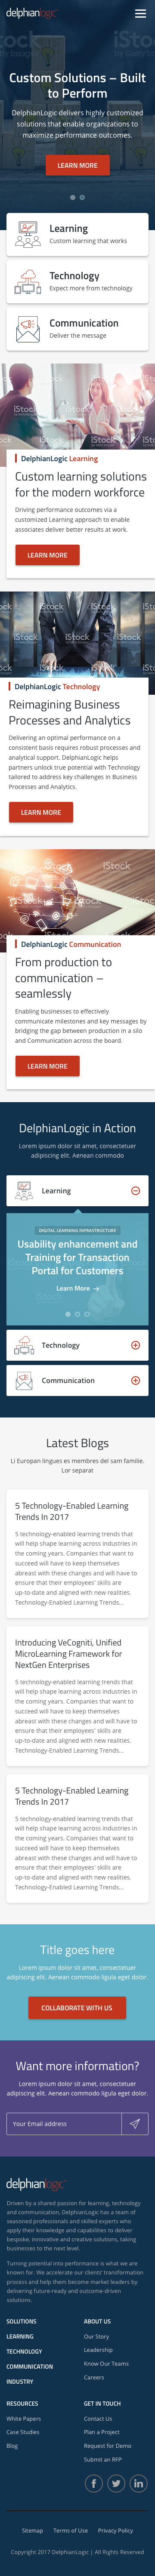 delphianlogic
Custom Solutions – Built
to Perform
DelphianLogic delivers highly customized
solutions that enable organizations to
maximize performance outcomes.
LEARN MORE
Learning
Custom learning that works
Technology
Expect more from technology
Communication
Deliver the message
DelphianLogic Learning
Custom learning solutions
for the modern workforce
Driving performance outcomes via a
customized Learning approach to enable
associates deliver better results at work.
LEARN MORE
DelphianLogic Technology
Reimagining Business
Processes and Analytics
Delivering an optimal performance on a
consistent basis requires robust processes and
analytical support. DelphianLogic helps
partners unlock true potential with Technology
tailored to address key challenges in Business
Processes and Analytics.
LEARN MORE
DelphianLogic Communication
From production to
communication –
seamlessly
Enabling businesses to effectively
communicate milestones and key messages by
bridging the gap between production in a silo
and Communication across the board.
LEARN MORE
DelphianLogic in Action
Lorem ipsum dolor sit amet, consectetuer
adipiscing elit. Aenean commodo
Learning
DIGITAL LEARNING INFRASTRUCTURE
Usability enhancement and
Training for Transaction
Portal for Customers
Learn More →
Technology
Communication
Latest Blogs
Li Europan lingues es membres del sam familie.
Lor separat
5 Technology-Enabled Learning
Trends In 2017
5 technology-enabled learning trends that
will help shape learning across industries in
the coming years. Companies that want to
succeed will have to keep themselves
abreast with these changes and will have to
ensure that their employees' skills are
up-to-date and aligned with new realities.
Technology-Enabled Learning Trends...
Introducing VeCogniti, Unified
MicroLearning Framework for
NextGen Enterprises
5 technology-enabled learning trends that
will help shape learning across industries in
the coming years. Companies that want to
succeed will have to keep themselves
abreast with these changes and will have to
ensure that their employees' skills are
up-to-date and aligned with new realities.
Technology-Enabled Learning Trends...
5 Technology-Enabled Learning
Trends In 2017
5 technology-enabled learning trends that
will help shape learning across industries in
the coming years. Companies that want to
succeed will have to keep themselves
abreast with these changes and will have to
ensure that their employees' skills are
up-to-date and aligned with new realities.
Technology-Enabled Learning Trends...
Title goes here
Lorem ipsum dolor sit amet, consectetuer
adipiscing elit. Aenean commodo ligula eget dolor.
COLLABORATE WITH US
Want more information?
Lorem ipsum dolor sit amet, consectetuer
adipiscing elit. Aenean commodo ligula eget dolor.
Your Email address
delphianlogic
Driven by a shared passion for learning, technology
and communication, DelphianLogic has a team of
seasoned professionals and skilled experts who
apply their knowledge and capabilities to deliver
bespoke, innovative and creative solutions, taking
businesses to the next level.
Turning potential into performance is what we are
known for. We accelerate our clients' transformation
process and help them become market leaders by
delivering future-ready and outcome-driven
solutions.
SOLUTIONS
LEARNING
TECHNOLOGY
COMMUNICATION
INDUSTRY
ABOUT US
Our Story
Leadership
Know Our Teams
Careers
RESOURCES
White Papers
Case Studies
Blog
GET IN TOUCH
Contact Us
Plan a Project
Request for Demo
Submit an RFP
Sitemap Terms of Use Privacy Policy
Copyright 2017 DelphianLogic | All Rights Reserved